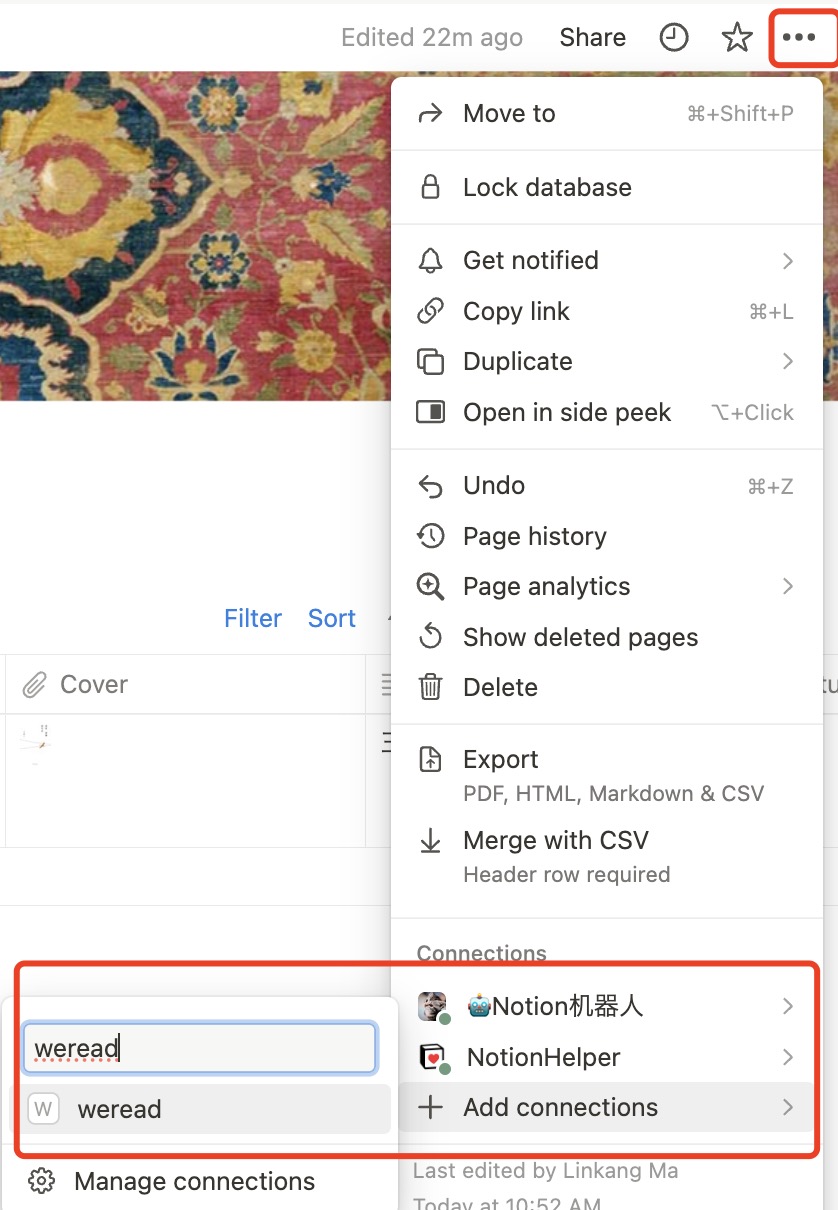 Edited 22m ago Share
Move to ⌘+Shift+P
Lock database
Get notified
Copy link ⌘+L
Duplicate
Open in side peek ⌥+Click
Undo ⌘+Z
Page history
Page analytics
Show deleted pages
Delete
Filter Sort
Cover
Export
PDF, HTML, Markdown & CSV
Merge with CSV
Header row required
Connections
🤖Notion机器人
NotionHelper
Add connections
weread
W weread
Manage connections
Last edited by Linkang Ma
Today at 10:52 AM